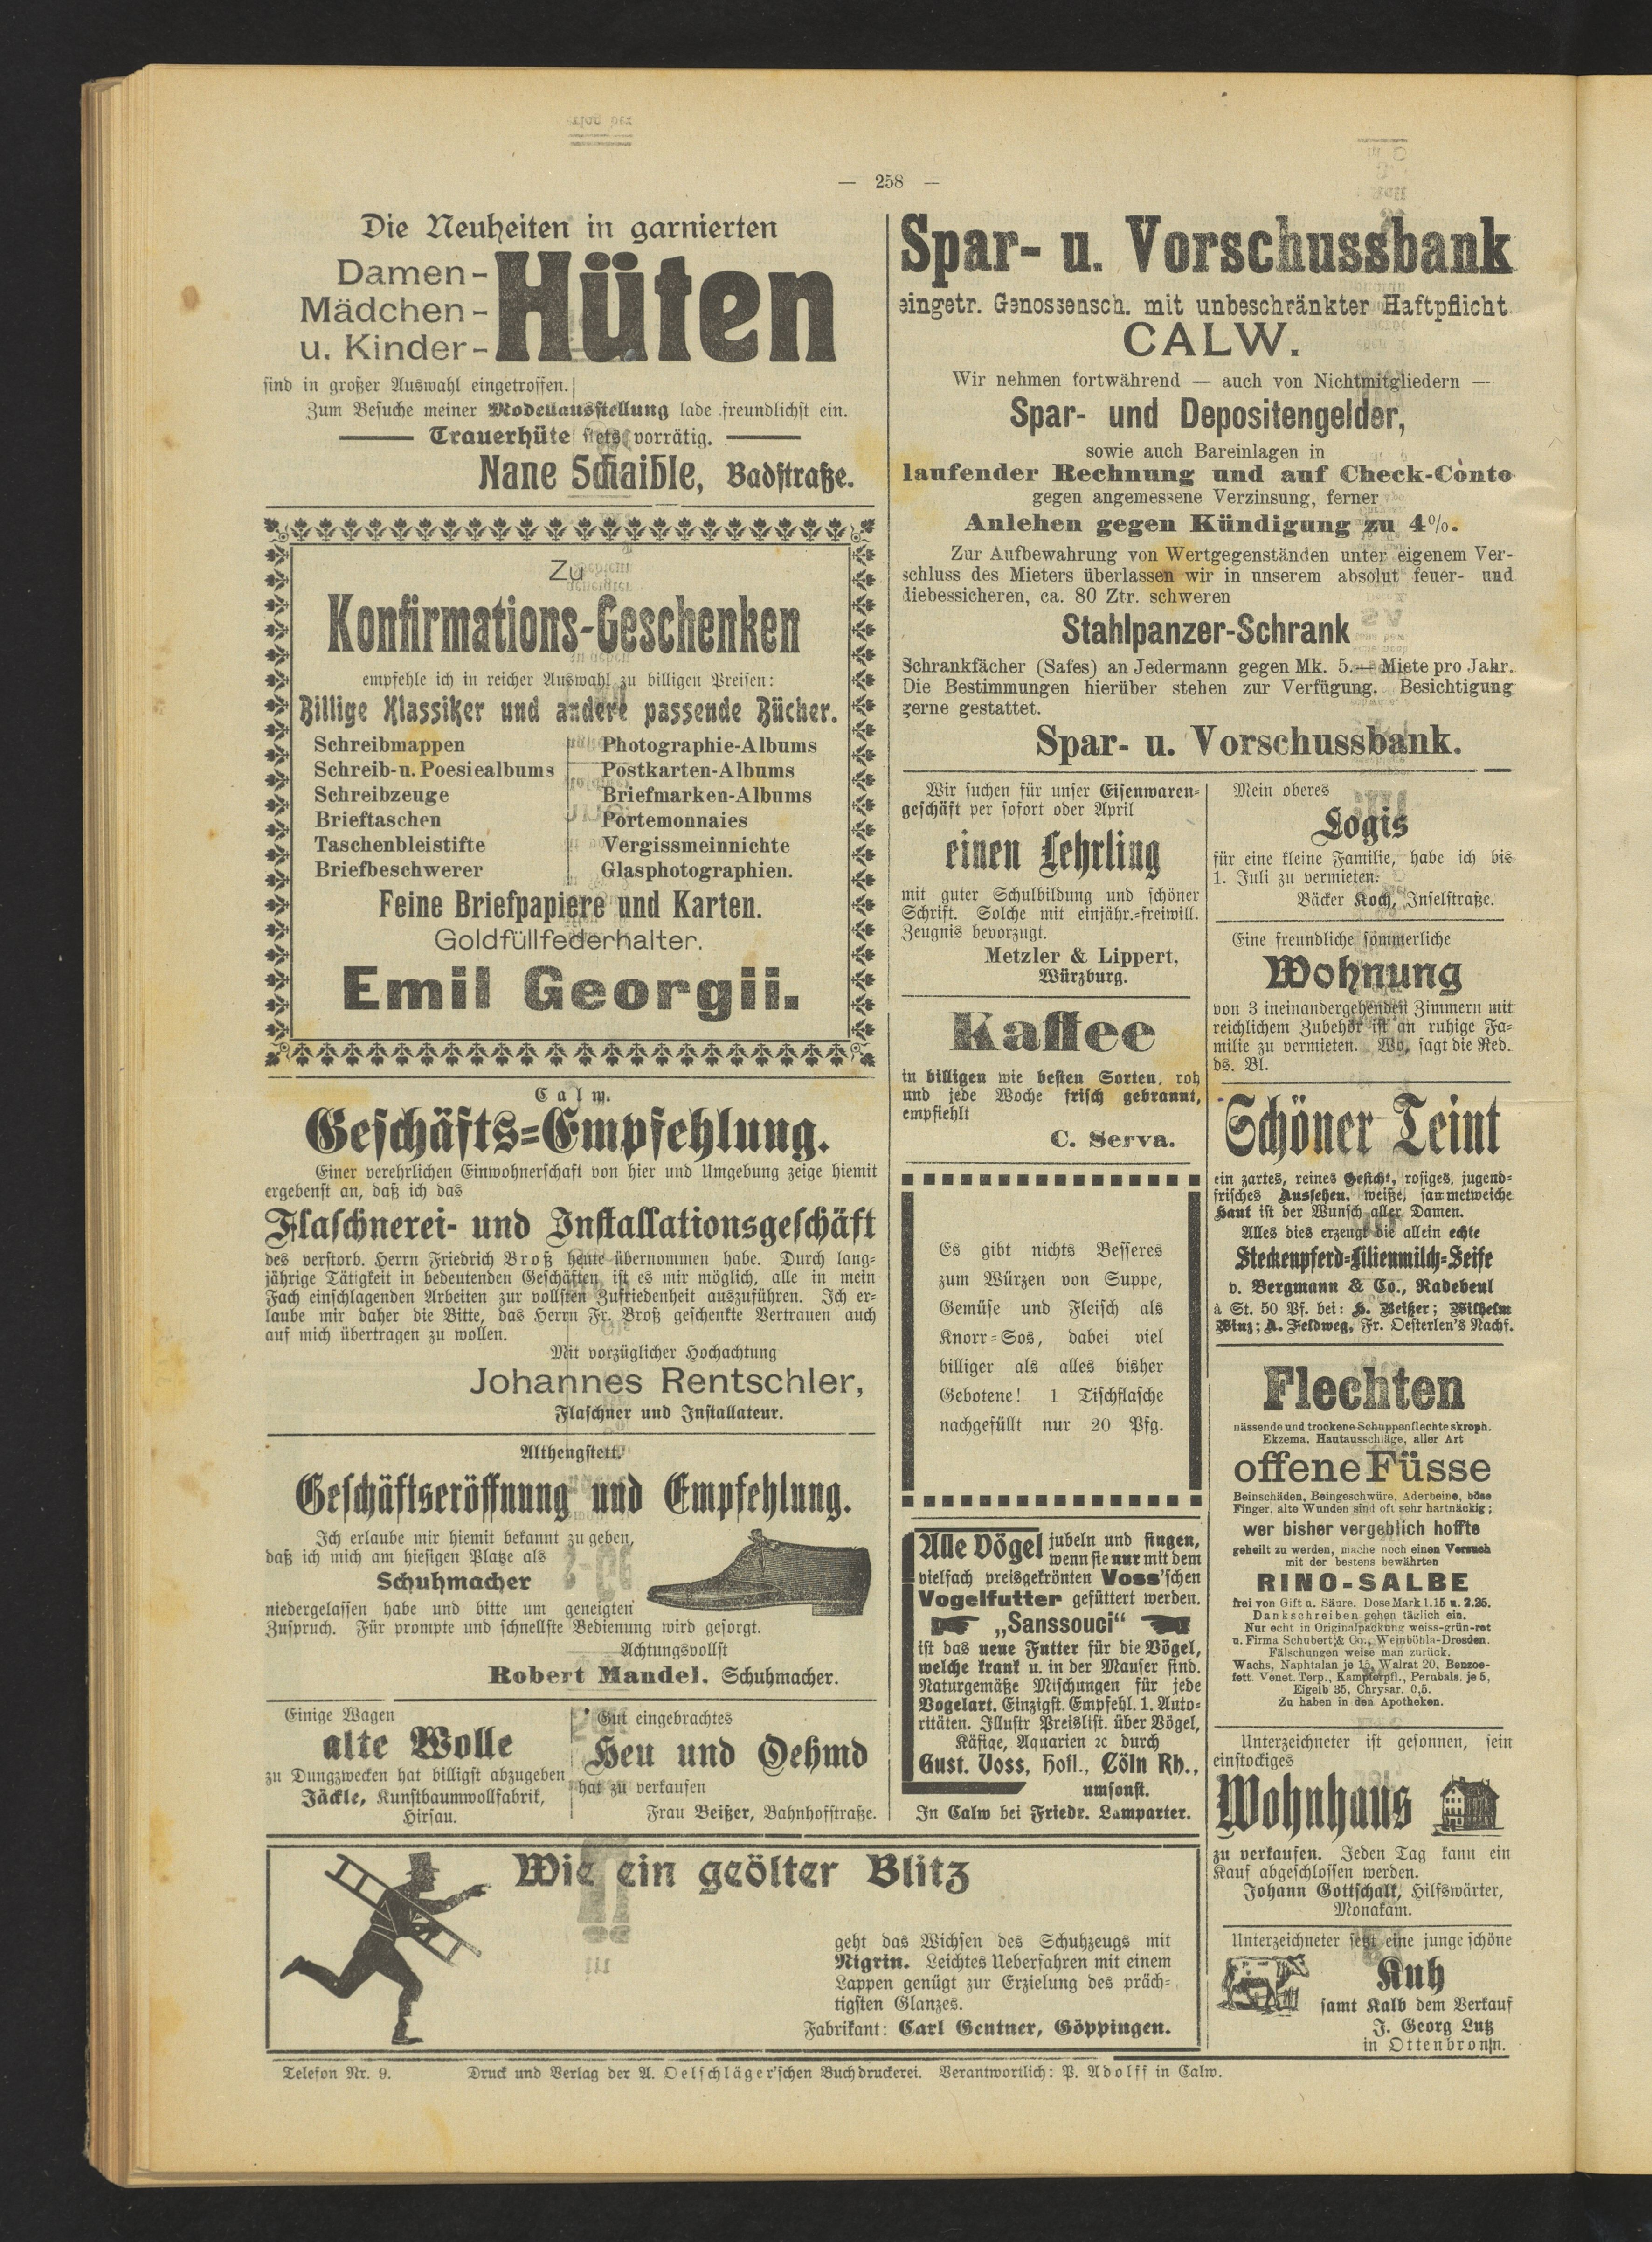 — 258 —
Die Neuheiten in garnierten
Damen-
Mädchen-
u. Kinder-
Hüten
sind in großer Auswahl eingetroffen.
Zum Besuche meiner Modellausstellung lade freundlichst ein.
Trauerhüte stets vorrätig.
Nane Schaible, Badstraße.
Zu
Konfirmations-Geschenken
empfehle ich in reicher Auswahl zu billigen Preisen:
Billige Klassiker und andere passende Bücher.
Schreibmappen
Schreib- u. Poesiealbums
Schreibzeuge
Brieftaschen
Taschenbleistifte
Briefbeschwerer
Photographie-Albums
Postkarten-Albums
Briefmarken-Albums
Portemonnaies
Vergissmeinnichte
Glasphotographien.
Feine Briefpapiere und Karten.
Goldfüllfederhalter.
Emil Georgii.
Calw.
Geschäfts-Empfehlung.
Einer verehrlichen Einwohnerschaft von hier und Umgebung zeige hiemit
ergebenst an, daß ich das
Flaschnerei- und Installationsgeschäft
des verstorb. Herrn Friedrich Broß heute übernommen habe. Durch lang-
jährige Tätigkeit in bedeutenden Geschäften ist es mir möglich, alle in mein
Fach einschlagenden Arbeiten zur vollsten Zufriedenheit auszuführen. Ich er-
laube mir daher die Bitte, das Herrn Fr. Broß geschenkte Vertrauen auch
auf mich übertragen zu wollen.
Mit vorzüglicher Hochachtung
Johannes Rentschler,
Flaschner und Installateur.
Althengstett.
Geschäftseröffnung und Empfehlung.
Ich erlaube mir hiemit bekannt zu geben,
daß ich mich am hiesigen Platze als
Schuhmacher
niedergelassen habe und bitte um geneigten
Zuspruch. Für prompte und schnellste Bedienung wird gesorgt.
Achtungsvollst
Robert Mandel, Schuhmacher.
Einige Wagen
alte Wolle
zu Dungzwecken hat billigst abzugeben
Jäckle, Kunstbaumwollfabrik,
Hirsau.
Gut eingebrachtes
Heu und Oehmd
hat zu verkaufen
Frau Beißer, Bahnhofstraße.
Spar- u. Vorschussbank
eingetr. Genossensch. mit unbeschränkter Haftpflicht
CALW.
Wir nehmen fortwährend — auch von Nichtmitgliedern —
Spar- und Depositengelder,
sowie auch Bareinlagen in
laufender Rechnung und auf Check-Conto
gegen angemessene Verzinsung, ferner
Anlehen gegen Kündigung zu 4%.
Zur Aufbewahrung von Wertgegenständen unter eigenem Ver-
schluss des Mieters überlassen wir in unserem absolut feuer- und
diebessicheren, ca. 80 Ztr. schweren
Stahlpanzer-Schrank
Schrankfächer (Safes) an Jedermann gegen Mk. 5.— Miete pro Jahr.
Die Bestimmungen hierüber stehen zur Verfügung. Besichtigung
gerne gestattet.
Spar- u. Vorschussbank.
Wir suchen für unser Eisenwaren-
geschäft per sofort oder April
einen Lehrling
mit guter Schulbildung und schöner
Schrift. Solche mit einjähr.-freiwill.
Zeugnis bevorzugt.
Metzler & Lippert,
Würzburg.
Kaffee
in billigen wie besten Sorten, roh
und jede Woche frisch gebrannt,
empfiehlt
C. Serva.
Es gibt nichts Besseres
zum Würzen von Suppe,
Gemüse und Fleisch als
Knorr-Sos, dabei viel
billiger als alles bisher
Gebotene! 1 Tischflasche
nachgefüllt nur 20 Pfg.
Alle Vögel jubeln und singen,
wenn sie nur mit dem
vielfach preisgekrönten Voss'schen
Vogelfutter gefüttert werden.
„Sanssouci“
ist das neue Futter für die Vögel,
welche krank u. in der Mauser sind.
Naturgemäße Mischungen für jede
Vogelart. Einzigst. Empfehl. 1. Auto-
ritäten. Illustr Preislist. über Vögel,
Käfige, Aquarien ꝛc durch
Gust. Voss, Hofl., Cöln Rh.,
umsonst.
In Calw bei Friedr. Lamparter.
Mein oberes
Logis
für eine kleine Familie, habe ich bis
1. Juli zu vermieten.
Bäcker Koch, Inselstraße.
Eine freundliche sommerliche
Wohnung
von 3 ineinandergehenden Zimmern mit
reichlichem Zubehör ist an ruhige Fa-
milie zu vermieten. Wo, sagt die Red.
ds. Bl.
Schöner Teint
ein zartes, reines Gesicht, rosiges, jugend-
frisches Aussehen, weiße, sammetweiche
Haut ist der Wunsch aller Damen.
Alles dies erzeugt die allein echte
Steckenpferd-Lilienmilch-Seife
v. Bergmann & Co., Radebeul
à St. 50 Pf. bei: H. Beißer; Wilhelm
Winz; A. Feldweg, Fr. Oesterlen's Nachf.
Flechten
nässende und trockene Schuppenflechte skroph.
Ekzema, Hautausschläge, aller Art
offene Füsse
Beinschäden, Beingeschwüre, Aderbeine, böse
Finger, alte Wunden sind oft sehr hartnäckig;
wer bisher vergeblich hoffte
geheilt zu werden, mache noch einen Versuch
mit der bestens bewährten
RINO-SALBE
frei von Gift u. Säure. Dose Mark 1.15 u. 2.25.
Dankschreiben gehen täglich ein.
Nur echt in Originalpackung weiss-grün-rot
u. Firma Schubert & Co., Weinböhla-Dresden.
Fälschungen weise man zurück.
Wachs, Naphtalan je 15, Walrat 20, Benzoe-
fett. Venet. Terp., Kampferpfl., Perubals. je 5,
Eigelb 35, Chrysar. 0,5.
Zu haben in den Apotheken.
Unterzeichneter ist gesonnen, sein
einstockiges
Wohnhaus
zu verkaufen. Jeden Tag kann ein
Kauf abgeschlossen werden.
Johann Gottschalk, Hilfswärter,
Monakam.
Unterzeichneter setzt eine junge schöne
Kuh
samt Kalb dem Verkauf
J. Georg Lutz
in Ottenbronn.
Wie ein geölter Blitz
geht das Wichsen des Schuhzeugs mit
Nigrin. Leichtes Ueberfahren mit einem
Lappen genügt zur Erzielung des präch-
tigsten Glanzes.
Fabrikant: Carl Gentner, Göppingen.
Telefon Nr. 9. Druck und Verlag der A. Oelschläger'schen Buchdruckerei. Verantwortlich: P. Adolff in Calw.